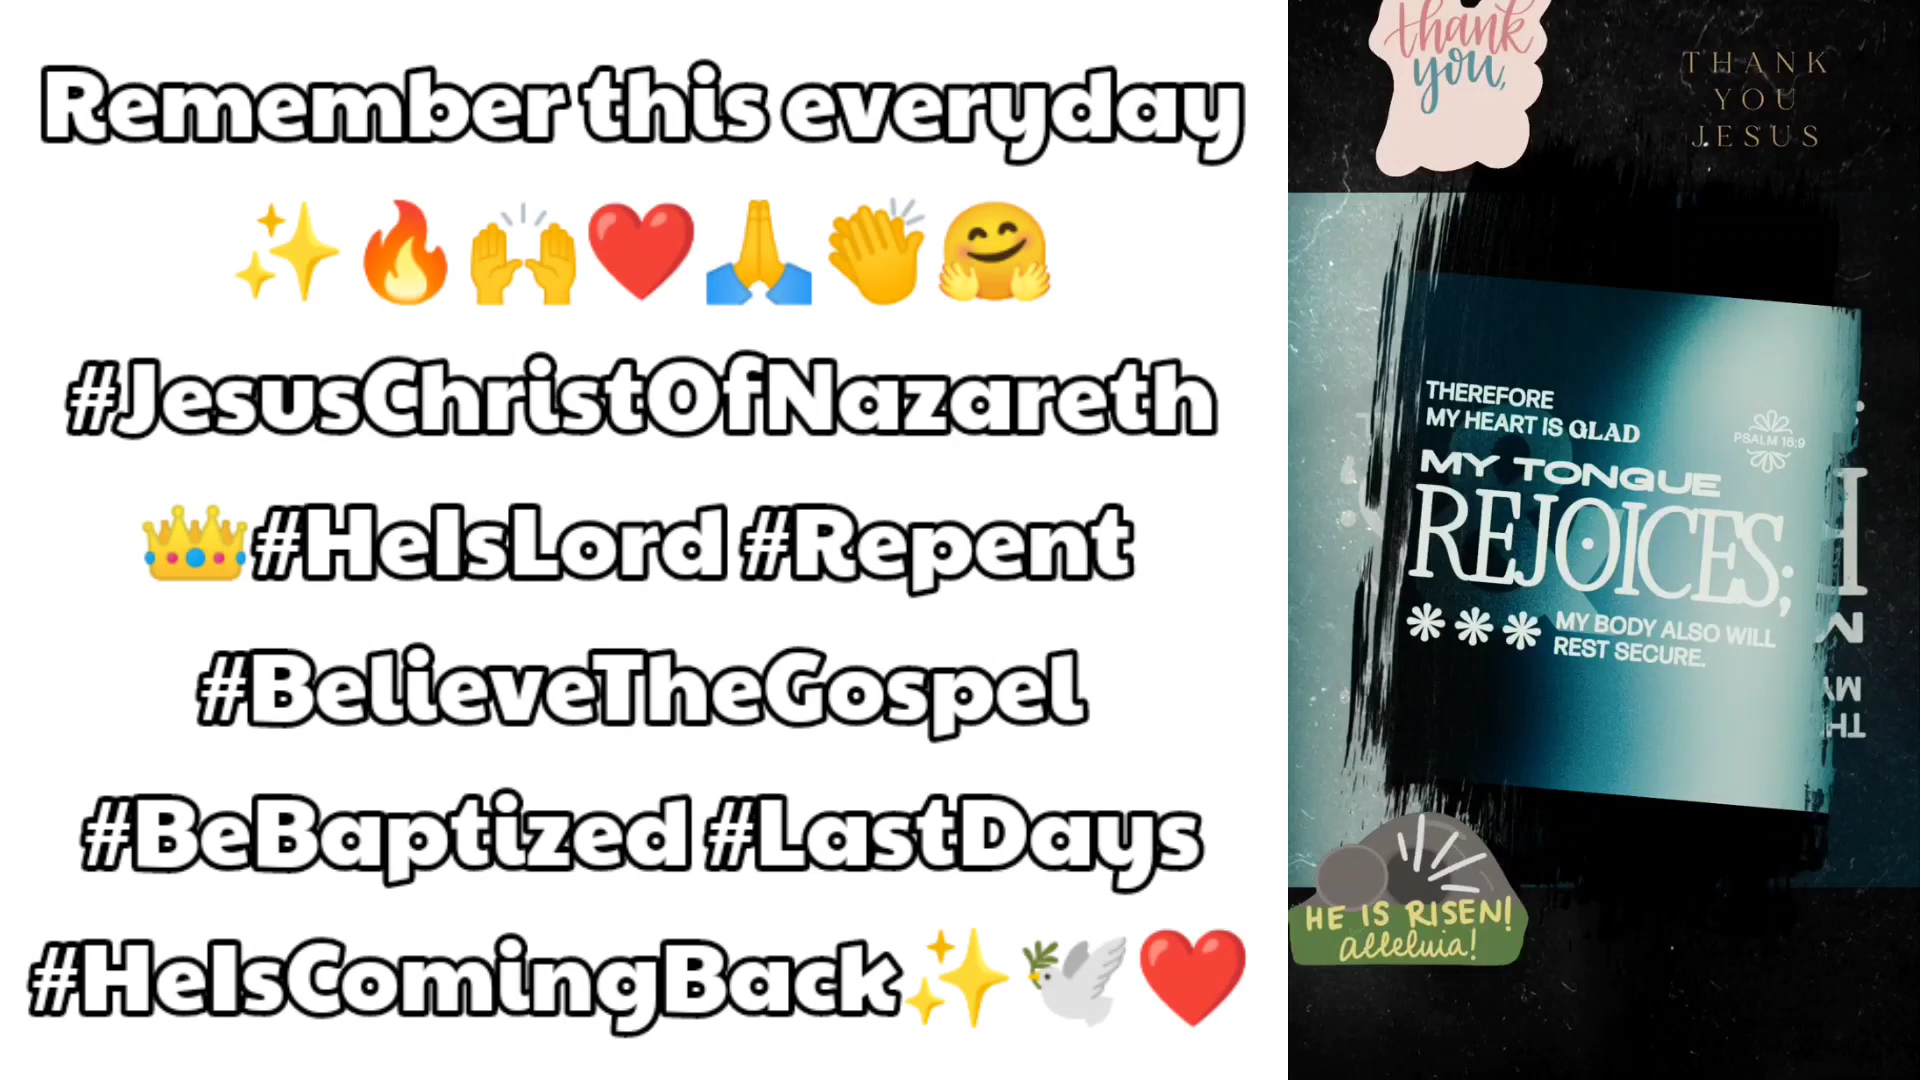 Remember this everyday
✨🔥🙌❤️🙏👏🤗
#JesusChristOfNazareth
👑#HeIsLord #Repent
#BelieveTheGospel
#BeBaptized #LastDays
#HeIsComingBack✨🕊️❤️
thank
you,
THANK
YOU
JESUS
THEREFORE
MY HEART IS GLAD
PSALM 16:9
MY TONGUE
REJOICES;
MY BODY ALSO WILL
REST SECURE.
HE IS RISEN!
alleluia!